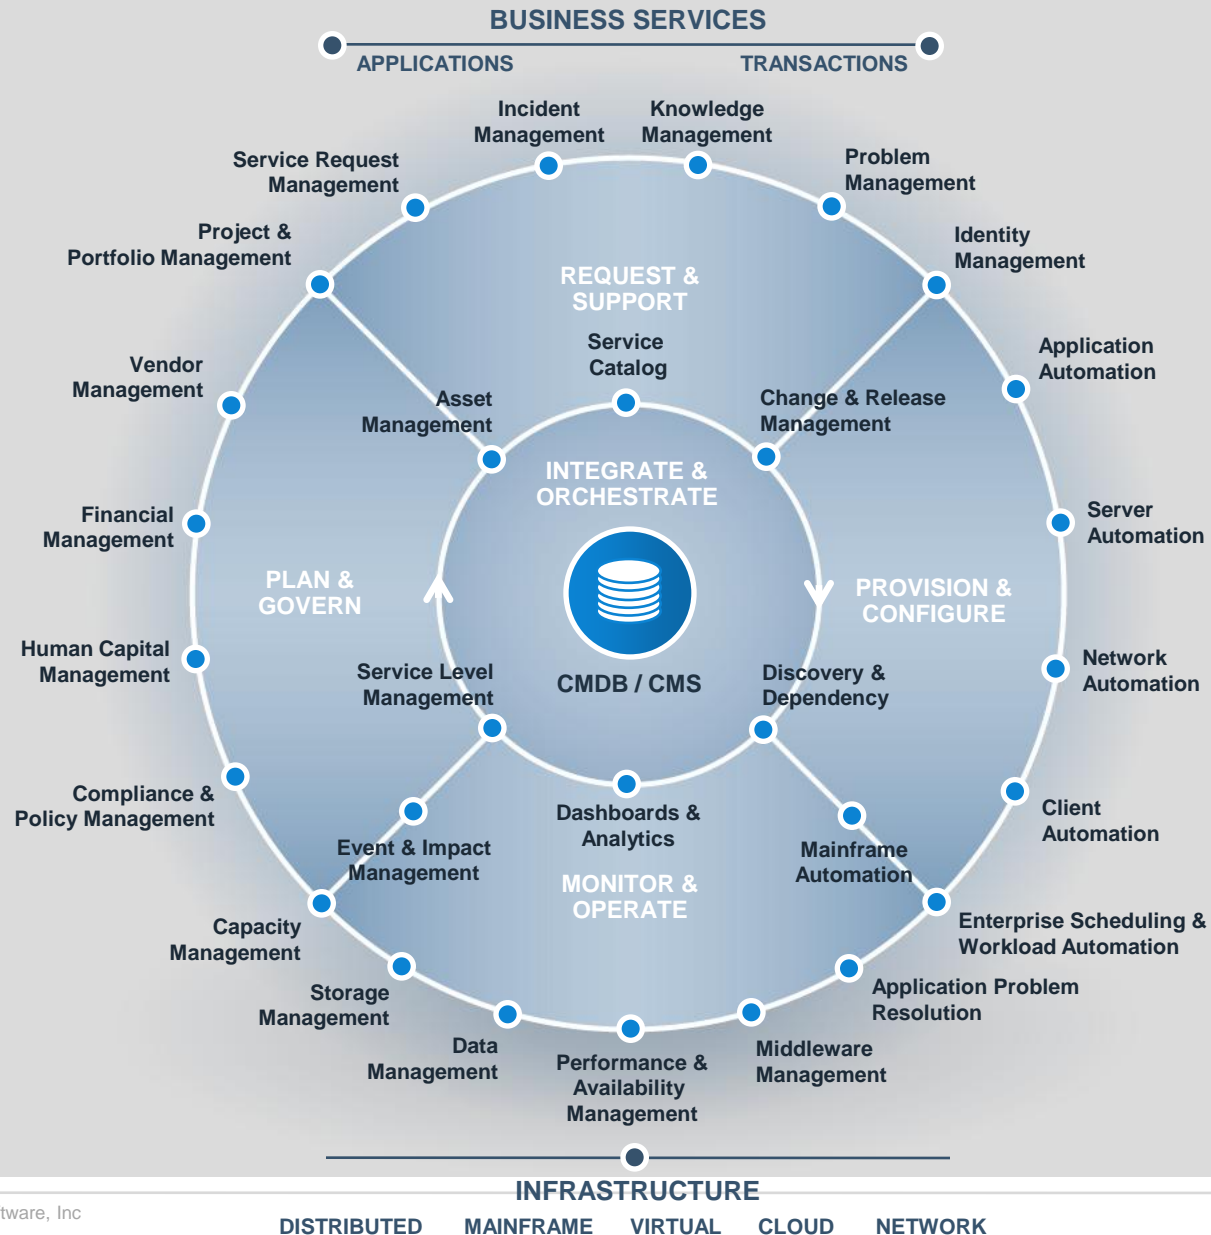 BUSINESS SERVICES
APPLICATIONS
TRANSACTIONS
Incident
Management
Knowledge
Management
Service Request
Management
Problem
Management
Project &
Portfolio Management
Identity
Management
REQUEST &
SUPPORT
Service
Catalog
Vendor
Management
Application
Automation
Asset
Management
Change & Release
Management
INTEGRATE &
ORCHESTRATE
Financial
Management
Server
Automation
PLAN &
GOVERN
PROVISION &
CONFIGURE
Human Capital
Management
Network
Automation
Service Level
Management
CMDB / CMS
Discovery &
Dependency
Compliance &
Policy Management
Client
Automation
Dashboards &
Analytics
Event & Impact
Management
Mainframe
Automation
MONITOR &
OPERATE
Capacity
Management
Enterprise Scheduling &
Workload Automation
Storage
Management
Application Problem
Resolution
Data
Management
Performance &
Availability
Management
Middleware
Management
INFRASTRUCTURE
tware, Inc
DISTRIBUTED MAINFRAME VIRTUAL CLOUD NETWORK